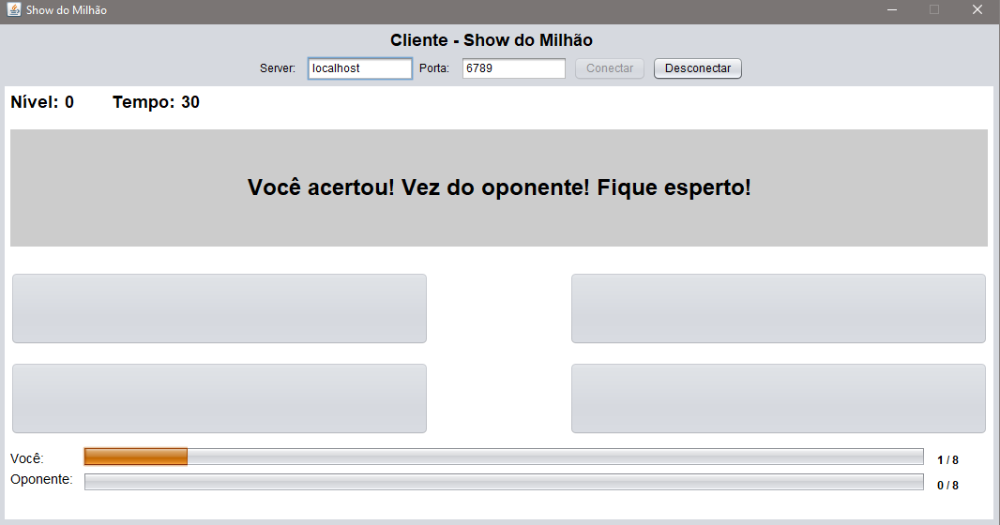 Show do Milhão
Cliente - Show do Milhão
Server: localhost Porta: 6789 Conectar Desconectar
Nível: 0 Tempo: 30
Você acertou! Vez do oponente! Fique esperto!
Você: 1 / 8
Oponente: 0 / 8